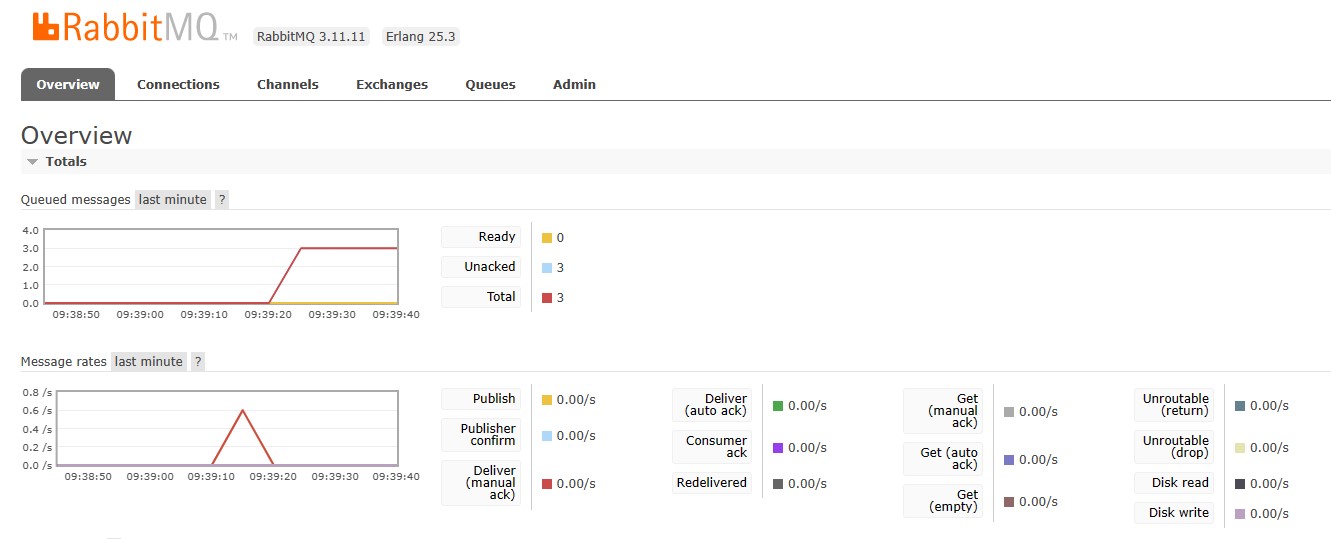 RabbitMQ TM RabbitMQ 3.11.11 Erlang 25.3
Overview Connections Channels Exchanges Queues Admin
Overview
Totals
Queued messages last minute ?
4.0
3.0
2.0
1.0
0.0
09:38:50 09:39:00 09:39:10 09:39:20 09:39:30 09:39:40
Ready 0
Unacked 3
Total 3
Message rates last minute ?
0.8 /s
0.6 /s
0.4 /s
0.2 /s
0.0 /s
09:38:50 09:39:00 09:39:10 09:39:20 09:39:30 09:39:40
Publish 0.00/s
Publisher
confirm 0.00/s
Deliver
(manual
ack) 0.00/s
Deliver
(auto ack) 0.00/s
Consumer
ack 0.00/s
Redelivered 0.00/s
Get
(manual
ack) 0.00/s
Get (auto
ack) 0.00/s
Get
(empty) 0.00/s
Unroutable
(return) 0.00/s
Unroutable
(drop) 0.00/s
Disk read 0.00/s
Disk write 0.00/s